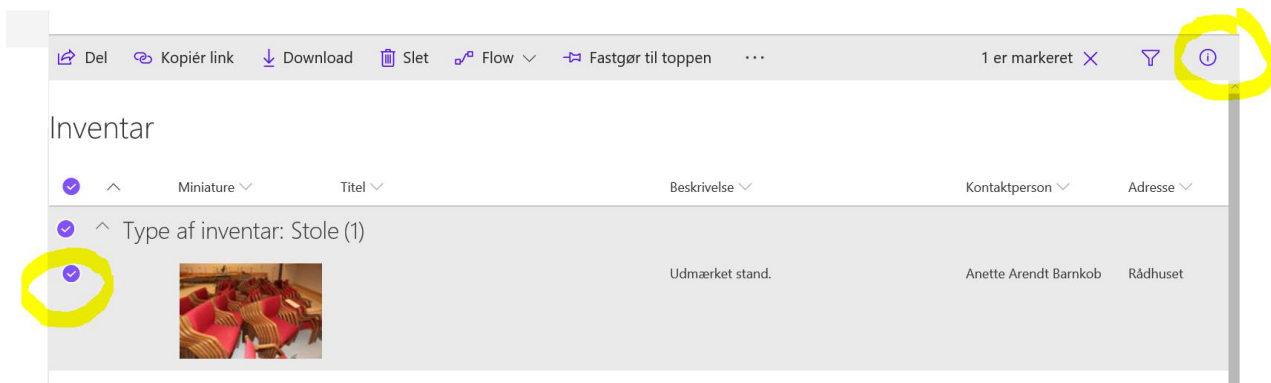 Del Kopiér link Download Slet Flow Fastgør til toppen ... 1 er markeret
Inventar
Miniature Titel Beskrivelse Kontaktperson Adresse
Type af inventar: Stole (1)
Udmærket stand. Anette Arendt Barnkob Rådhuset